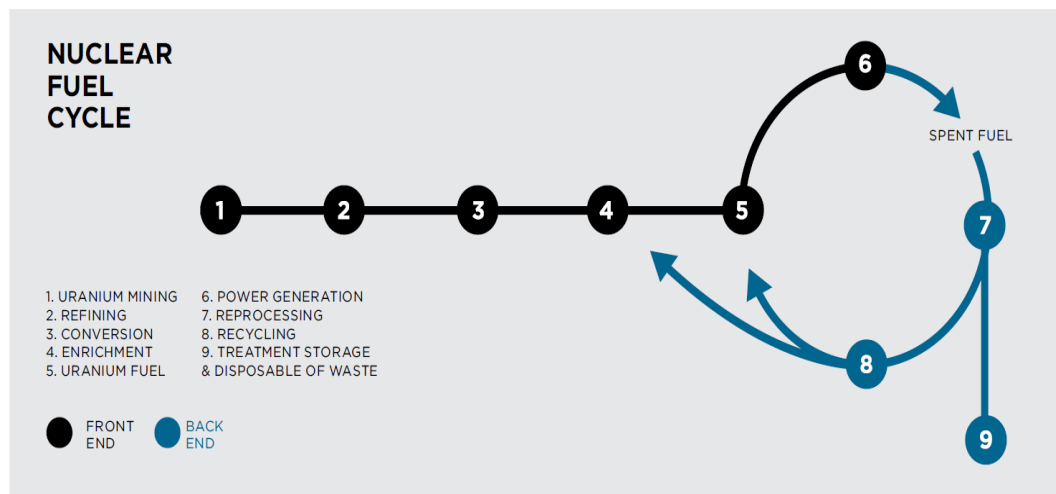 NUCLEAR
FUEL
CYCLE
6
SPENT FUEL
1
2
3
4
5
7
1. URANIUM MINING
2. REFINING
3. CONVERSION
4. ENRICHMENT
5. URANIUM FUEL
6. POWER GENERATION
7. REPROCESSING
8. RECYCLING
9. TREATMENT STORAGE
& DISPOSABLE OF WASTE
8
FRONT
END
BACK
END
9